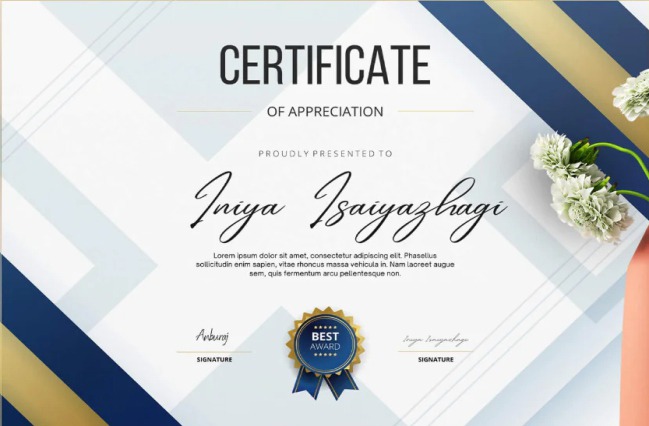 CERTIFICATE
OF APPRECIATION
PROUDLY PRESENTED TO
Iniya Isaiyazhagi
Lorem ipsum dolor sit amet, consectetur adipiscing elit. Phasellus
sollicitudin enim sapien, vitae rhoncus massa vehicula in. Nam laoreet augue
sem, quis fermentum arcu pellentesque non.
Anburaj
BEST
AWARD
Iniya Isaiyazhagi
SIGNATURE
SIGNATURE